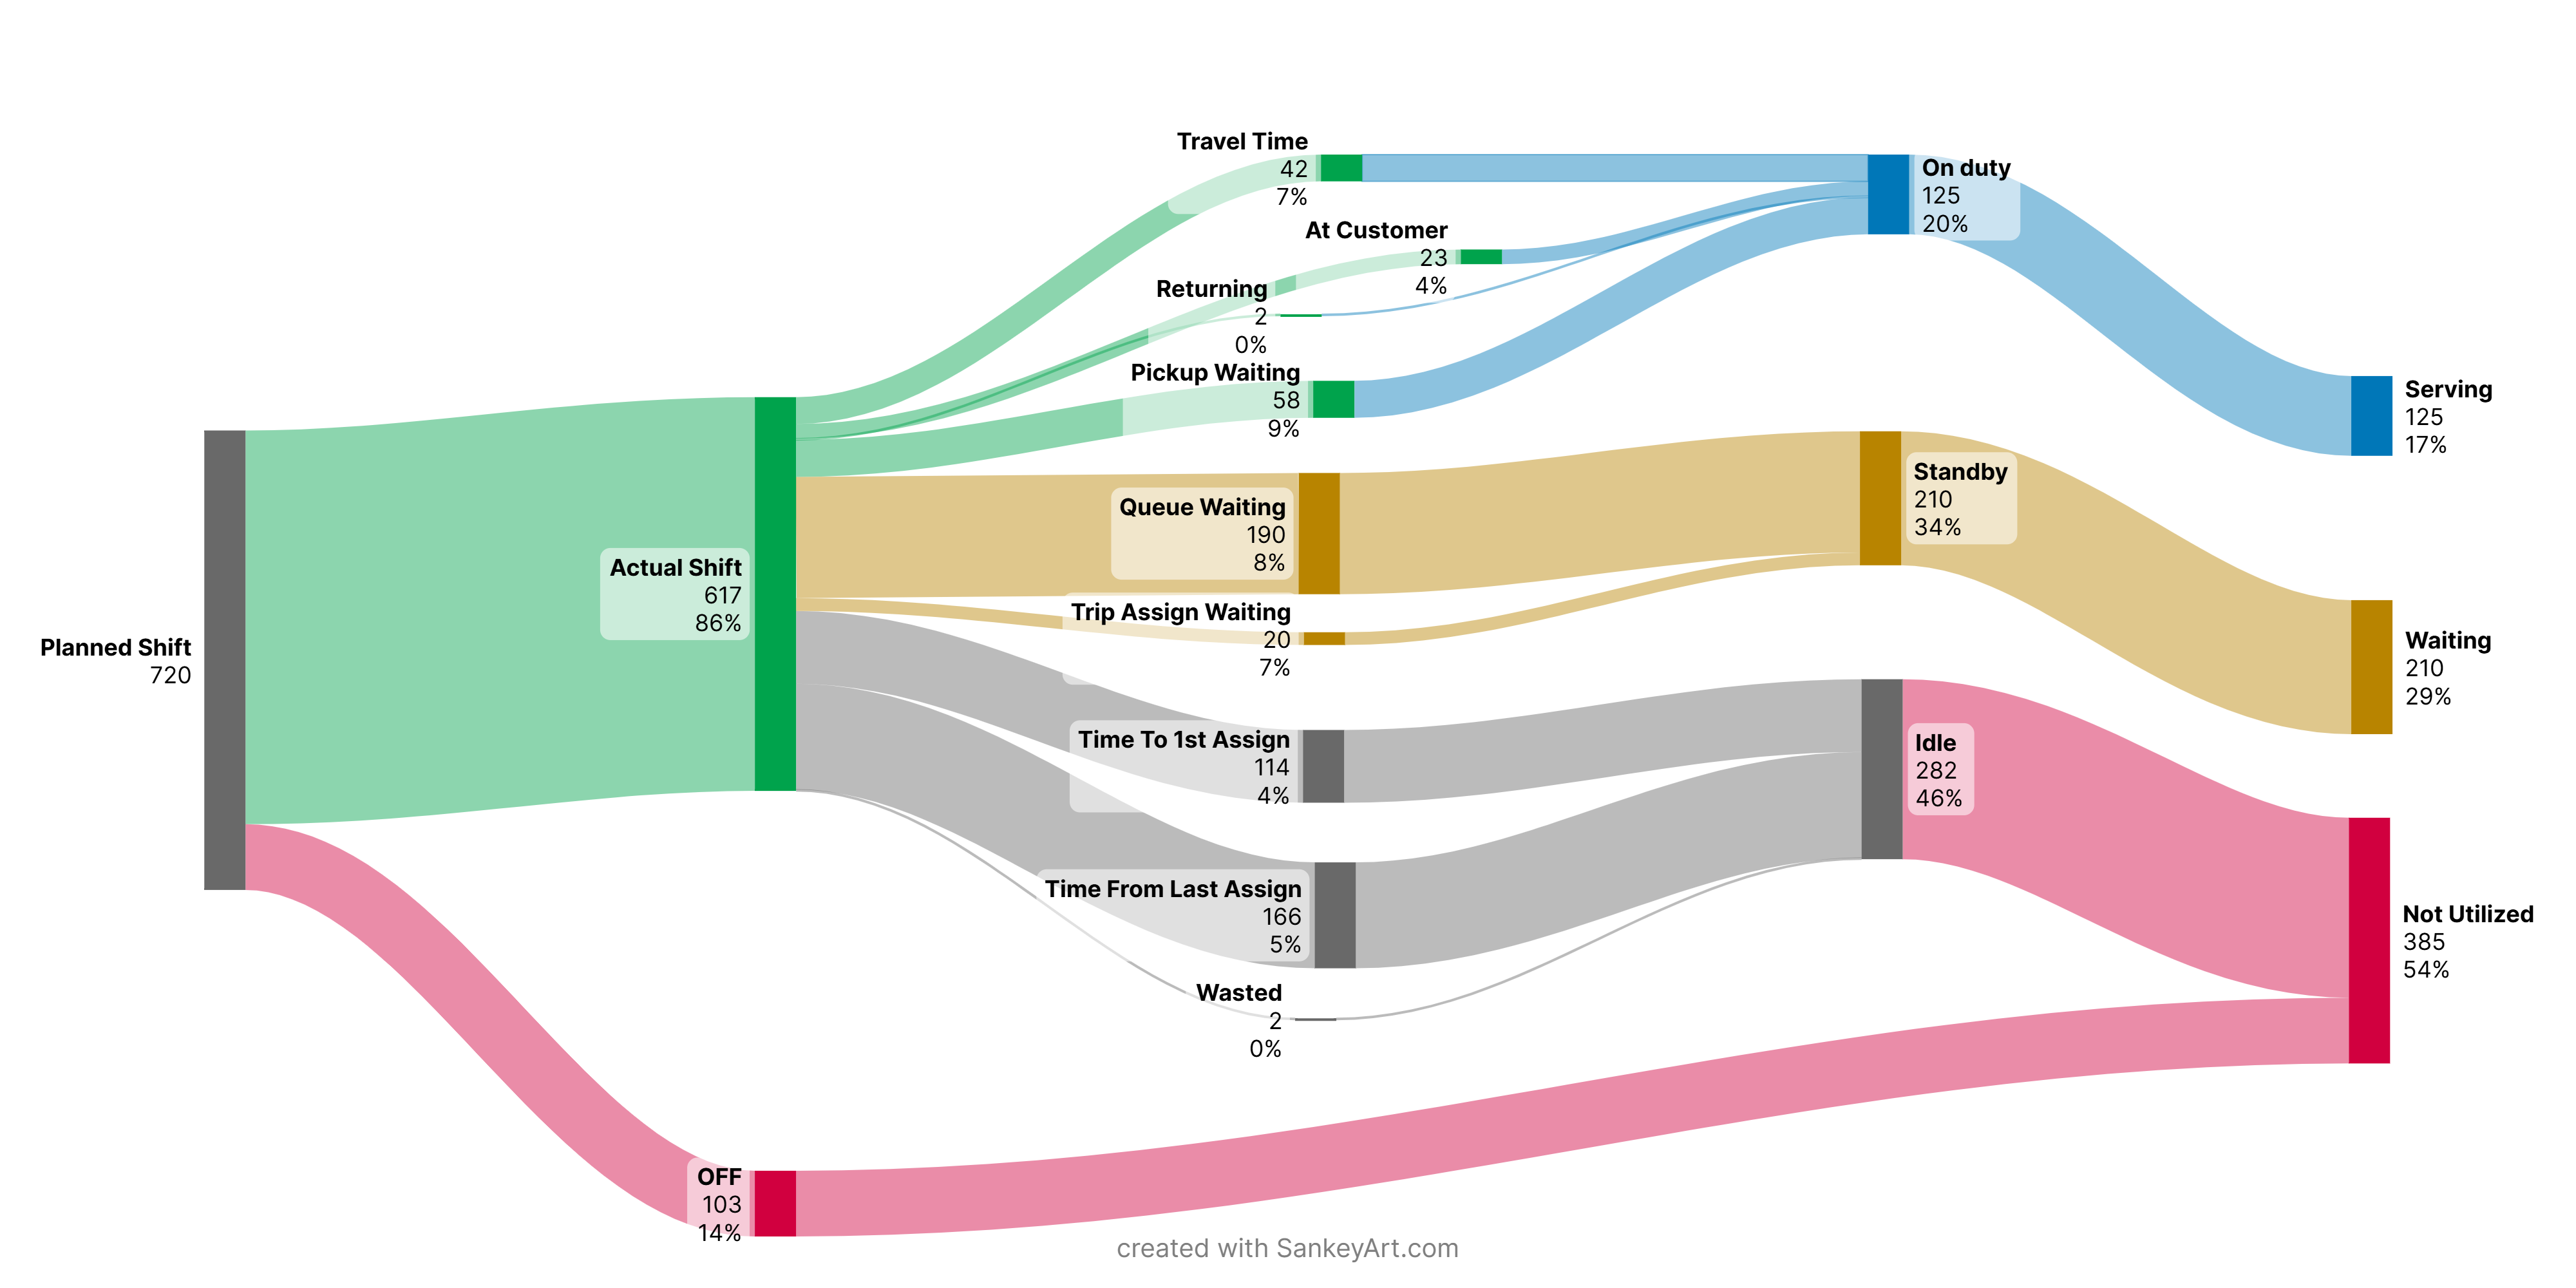 Planned Shift
720
Actual Shift
617
86%
OFF
103
14%
Travel Time
42
7%
At Customer
23
4%
Returning
2
0%
Pickup Waiting
58
9%
Queue Waiting
190
8%
Trip Assign Waiting
20
7%
Time To 1st Assign
114
4%
Time From Last Assign
166
5%
Wasted
2
0%
On duty
125
20%
Standby
210
34%
Idle
282
46%
Serving
125
17%
Waiting
210
29%
Not Utilized
385
54%
created with SankeyArt.com